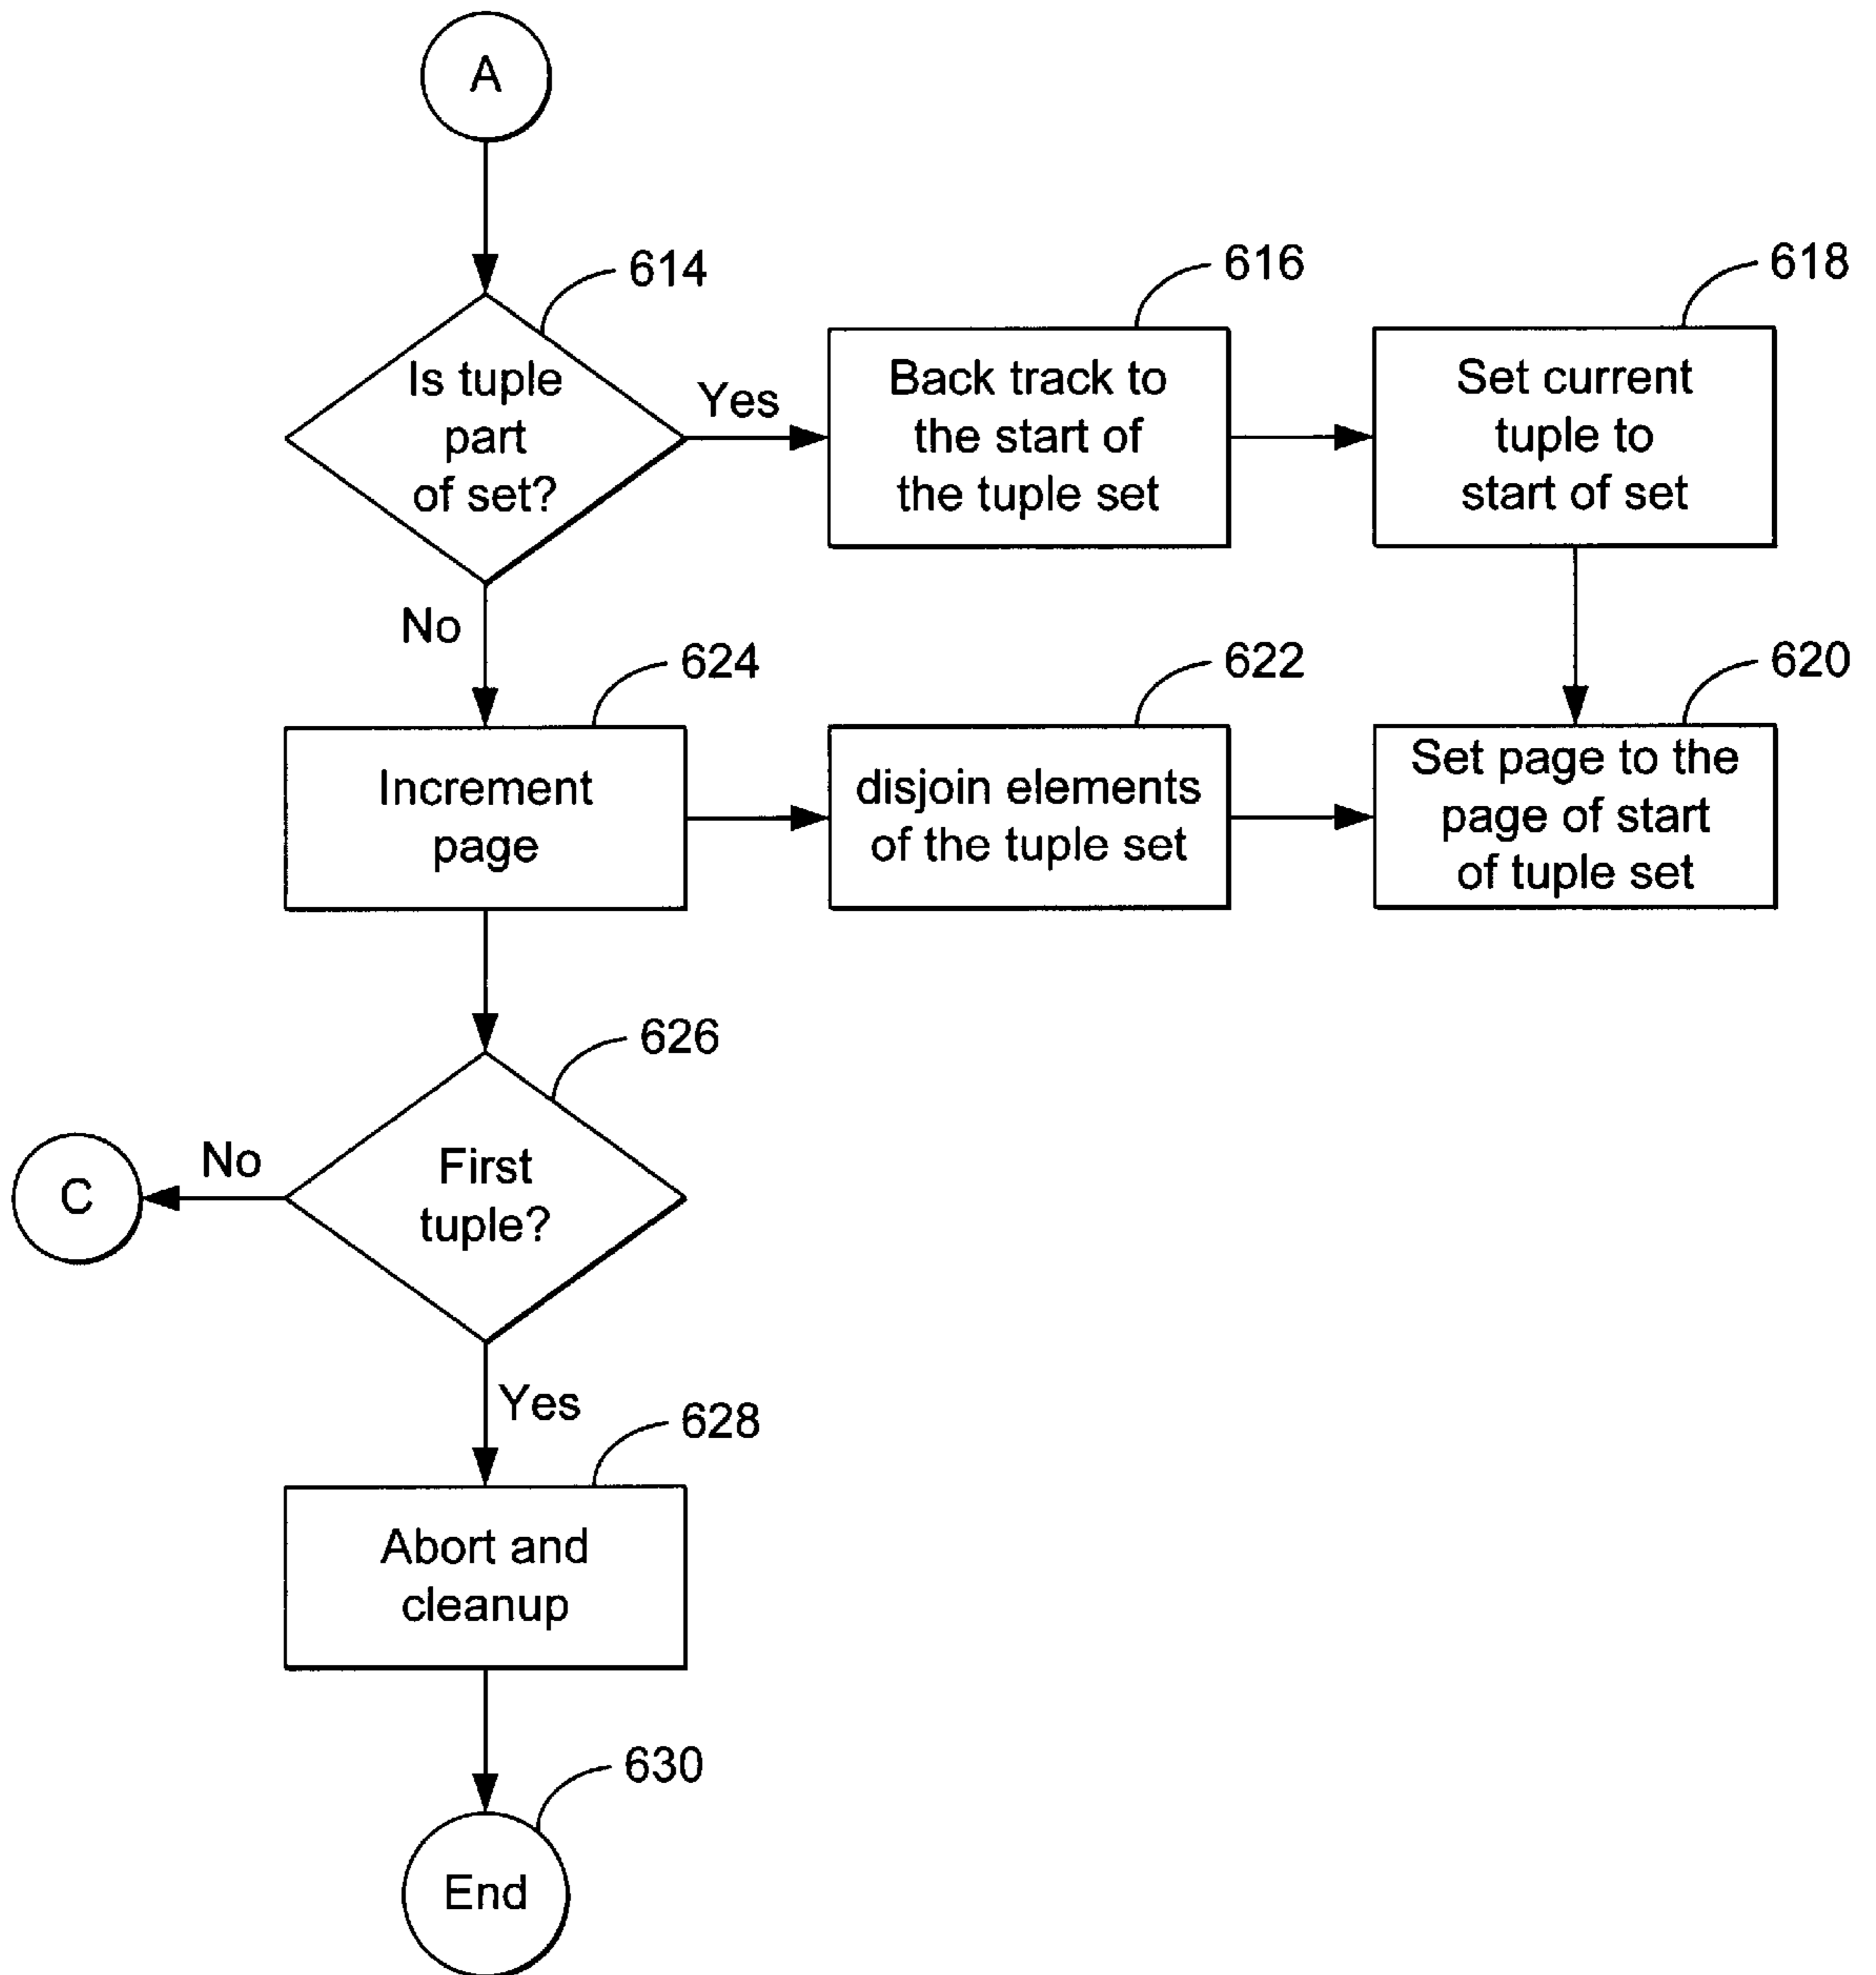 A
614
Is tuple
part
of set?
Yes
616
Back track to
the start of
the tuple set
618
Set current
tuple to
start of set
No
624
Increment
page
622
disjoin elements
of the tuple set
620
Set page to the
page of start
of tuple set
626
First
tuple?
No
C
Yes
628
Abort and
cleanup
630
End